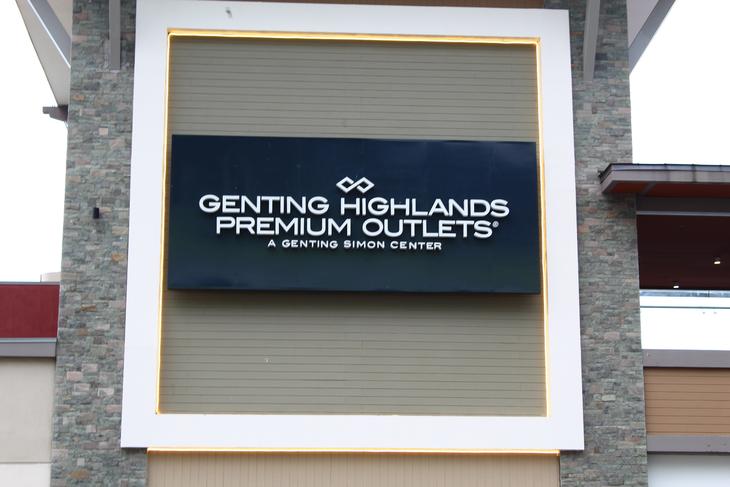 GENTING HIGHLANDS
PREMIUM OUTLETS®
A GENTING SIMON CENTER